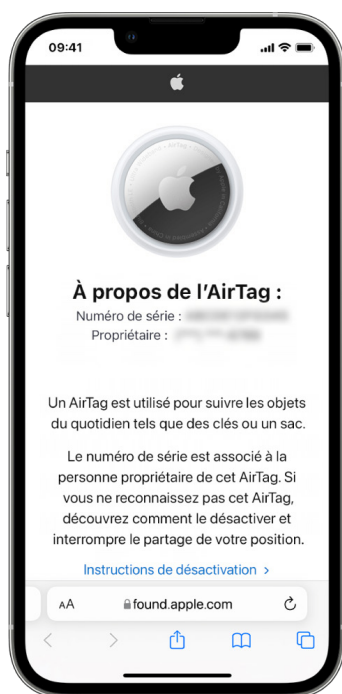 09:41
À propos de l'AirTag :
Numéro de série :
Propriétaire :
Un AirTag est utilisé pour suivre les objets
du quotidien tels que des clés ou un sac.
Le numéro de série est associé à la
personne propriétaire de cet AirTag. Si
vous ne reconnaissez pas cet AirTag,
découvrez comment le désactiver et
interrompre le partage de votre position.
Instructions de désactivation >
AA
found.apple.com